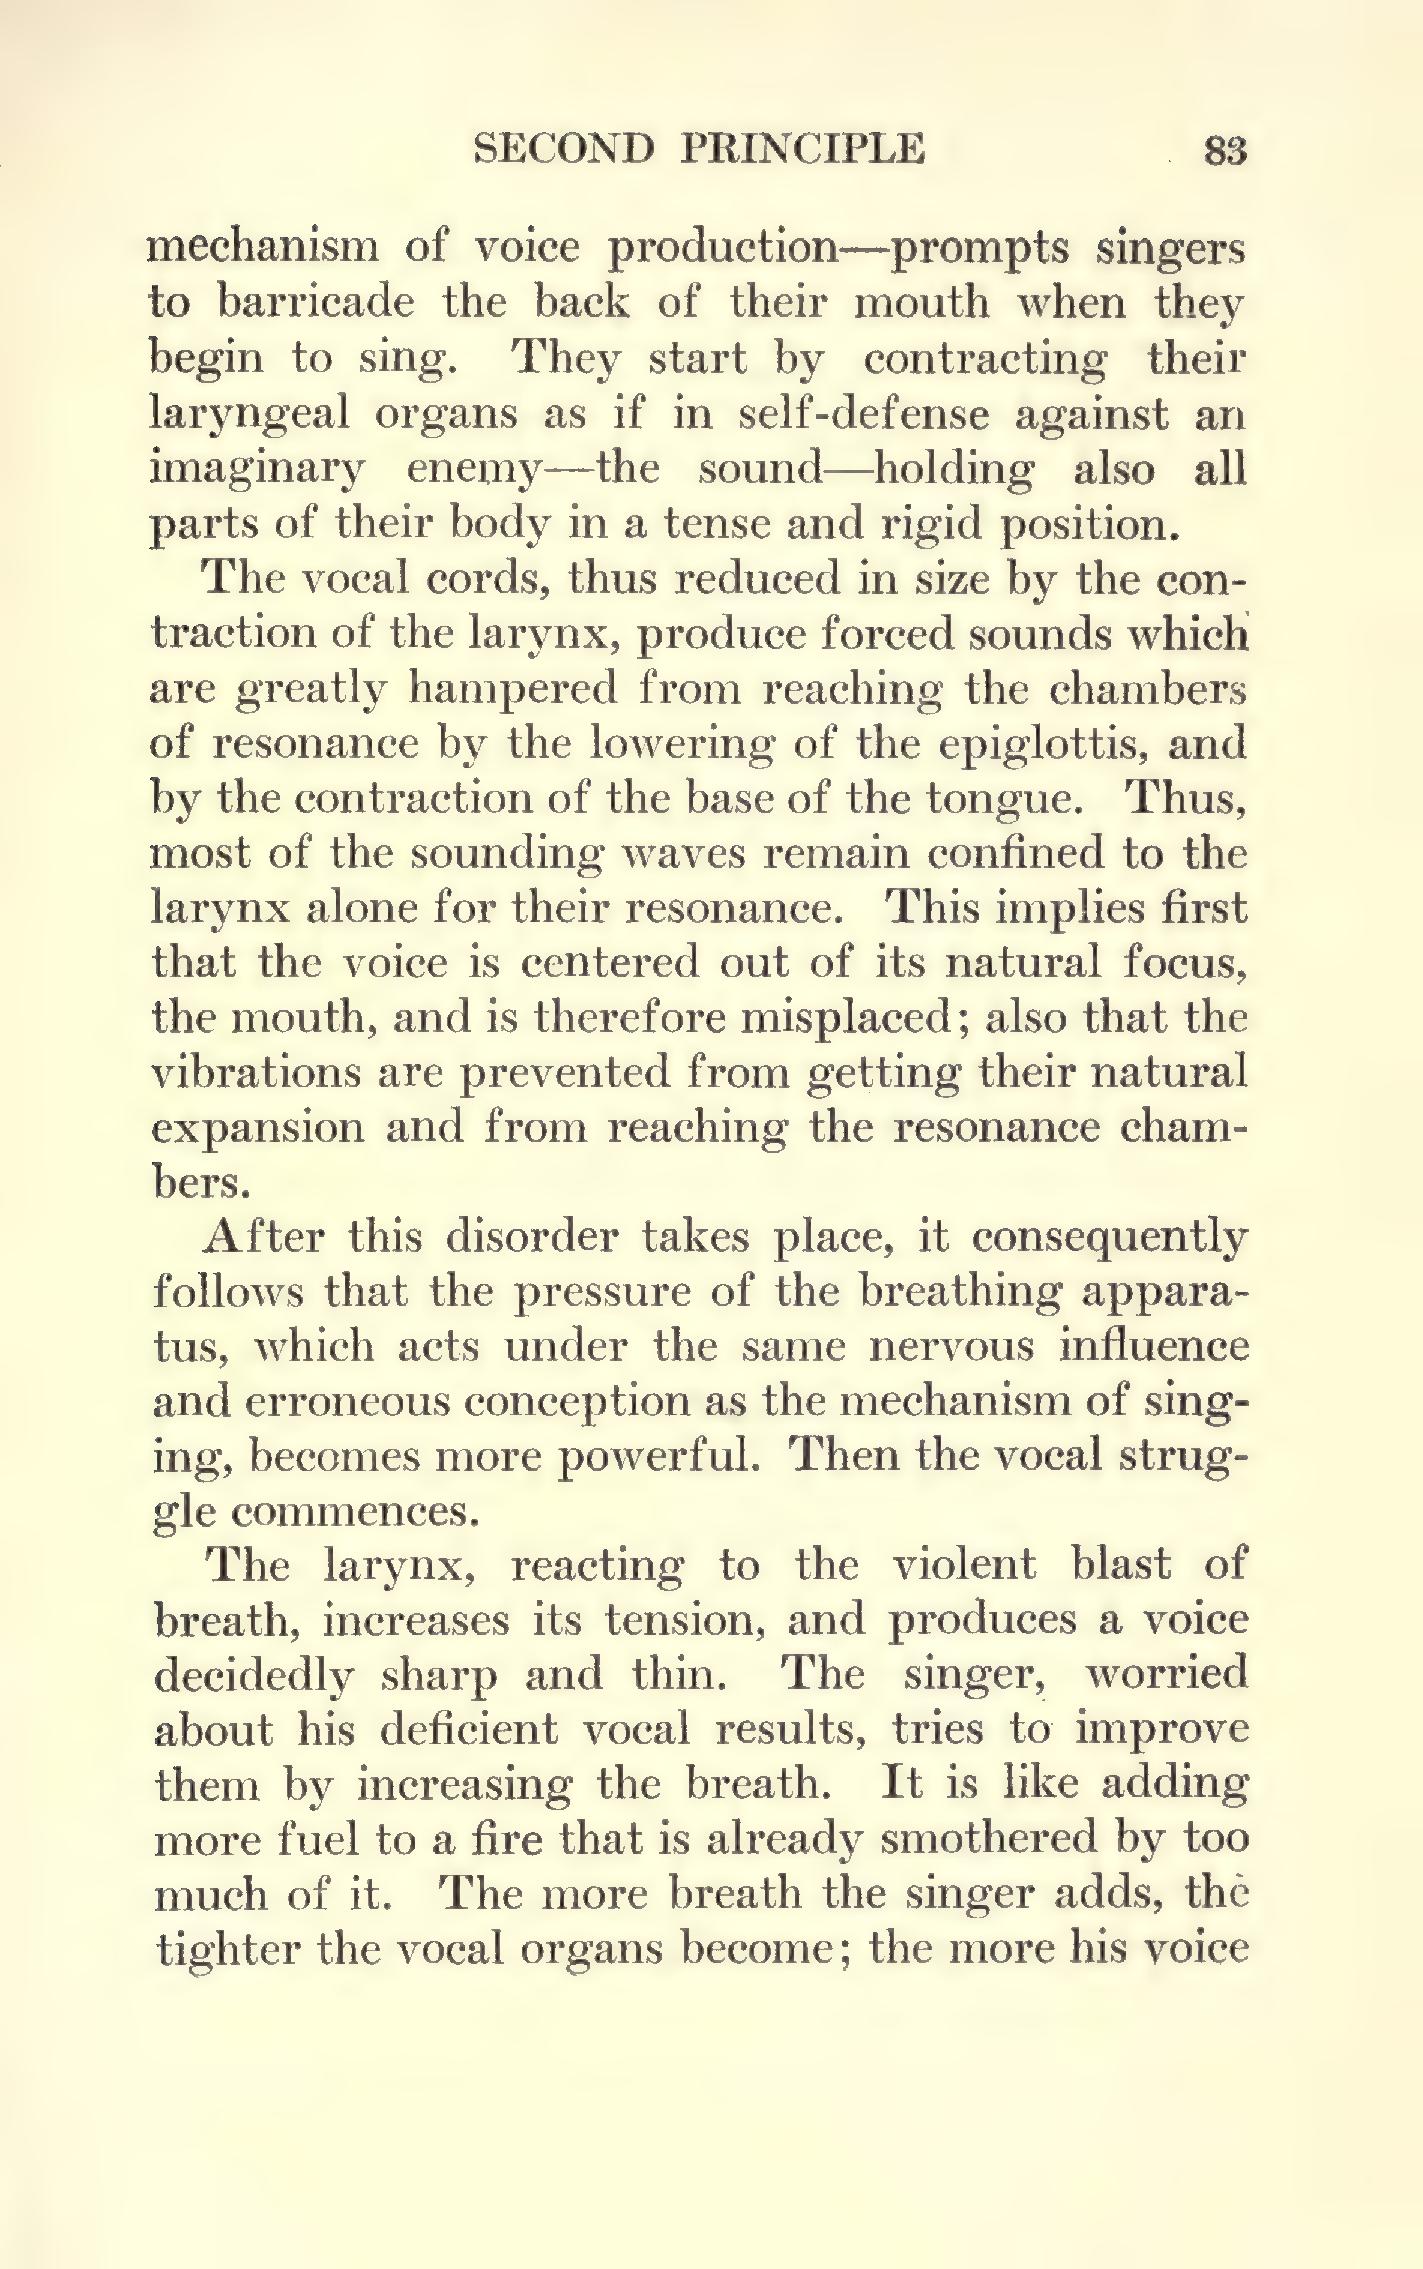 SECOND PRINCIPLE 83
mechanism of voice production—prompts singers
to barricade the back of their mouth when they
begin to sing. They start by contracting their
laryngeal organs as if in self-defense against an
imaginary enemy—the sound—holding also all
parts of their body in a tense and rigid position.
The vocal cords, thus reduced in size by the con-
traction of the larynx, produce forced sounds which
are greatly hampered from reaching the chambers
of resonance by the lowering of the epiglottis, and
by the contraction of the base of the tongue. Thus,
most of the sounding waves remain confined to the
larynx alone for their resonance. This implies first
that the voice is centered out of its natural focus,
the mouth, and is therefore misplaced; also that the
vibrations are prevented from getting their natural
expansion and from reaching the resonance cham-
bers.
After this disorder takes place, it consequently
follows that the pressure of the breathing appara-
tus, which acts under the same nervous influence
and erroneous conception as the mechanism of sing-
ing, becomes more powerful. Then the vocal strug-
gle commences.
The larynx, reacting to the violent blast of
breath, increases its tension, and produces a voice
decidedly sharp and thin. The singer, worried
about his deficient vocal results, tries to improve
them by increasing the breath. It is like adding
more fuel to a fire that is already smothered by too
much of it. The more breath the singer adds, the
tighter the vocal organs become; the more his voice